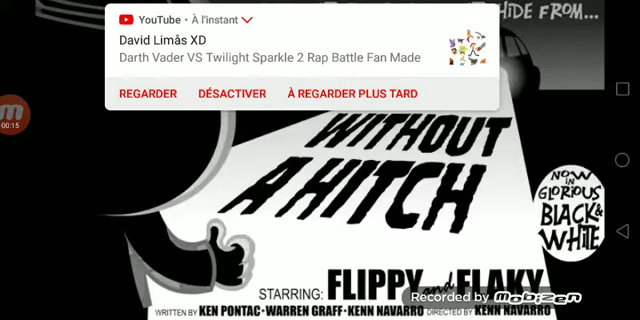 HIDE FROM...
YouTube • À l'instant
David Limås XD
Darth Vader VS Twilight Sparkle 2 Rap Battle Fan Made
REGARDER DÉSACTIVER À REGARDER PLUS TARD
00:15
WITHOUT
A HITCH
NOW
IN
GLORIOUS
BLACK &
WHITE
STARRING: FLIPPY and FLAKY
Recorded by Mobizen
WRITTEN BY KEN PONTAC•WARREN GRAFF•KENN NAVARRO DIRECTED BY KENN NAVARRO